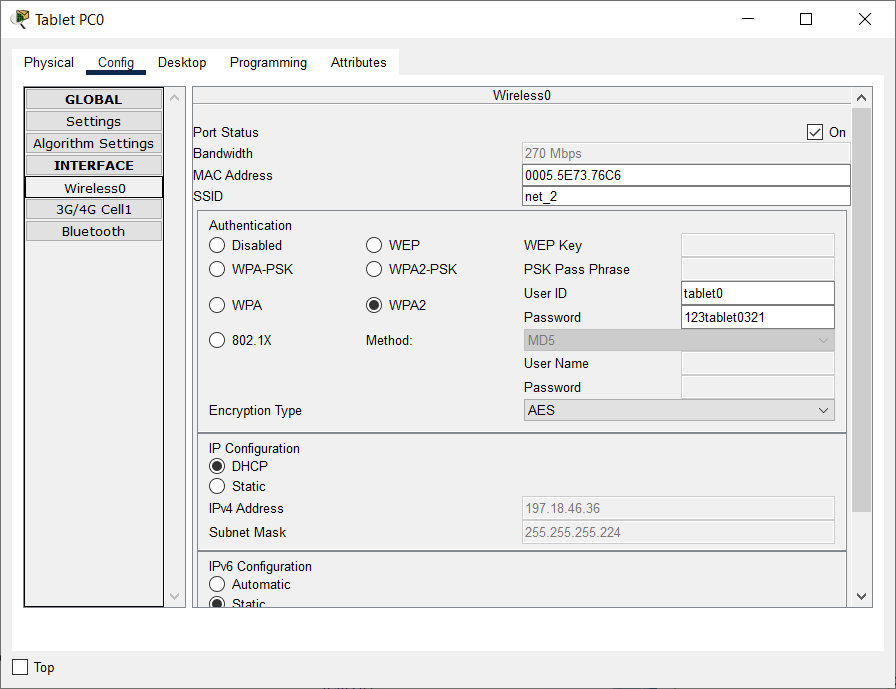 Tablet PC0
Physical Config Desktop Programming Attributes
GLOBAL
Settings
Algorithm Settings
INTERFACE
Wireless0
3G/4G Cell1
Bluetooth
Wireless0
Port Status On
Bandwidth 270 Mbps
MAC Address 0005.5E73.76C6
SSID net_2
Authentication
Disabled WEP WEP Key
WPA-PSK WPA2-PSK PSK Pass Phrase
User ID tablet0
WPA WPA2
Password 123tablet0321
802.1X Method: MD5
User Name
Password
Encryption Type AES
IP Configuration
DHCP
Static
IPv4 Address 197.18.46.36
Subnet Mask 255.255.255.224
IPv6 Configuration
Automatic
Static
Top